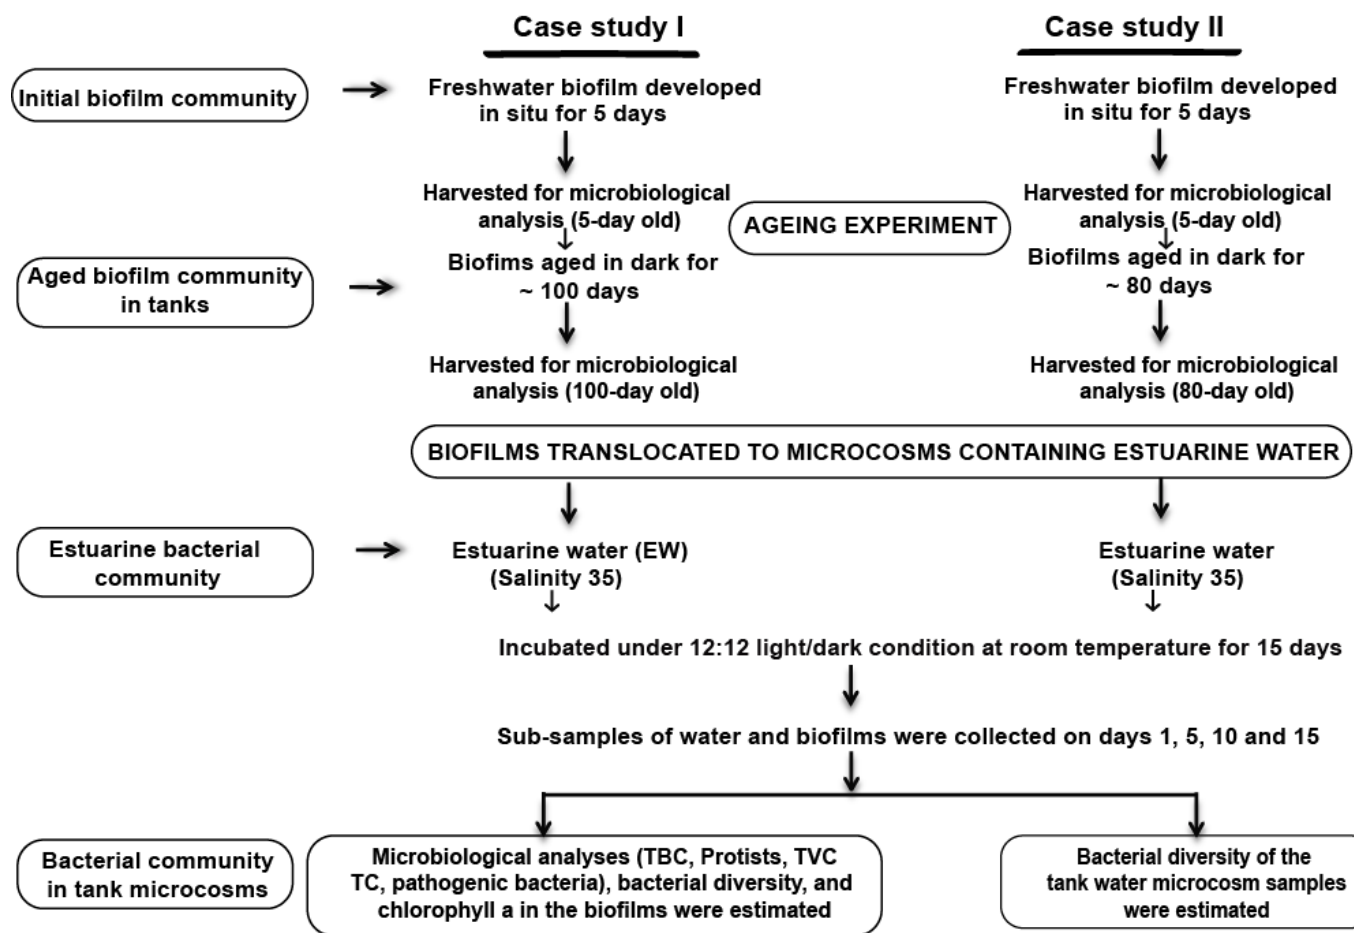 Case study I
Case study II
Initial biofilm community
Freshwater biofilm developed
in situ for 5 days
Freshwater biofilm developed
in situ for 5 days
Harvested for microbiological
analysis (5-day old)
AGEING EXPERIMENT
Harvested for microbiological
analysis (5-day old)
Aged biofilm community
in tanks
Biofims aged in dark for
~ 100 days
Biofilms aged in dark for
~ 80 days
Harvested for microbiological
analysis (100-day old)
Harvested for microbiological
analysis (80-day old)
BIOFILMS TRANSLOCATED TO MICROCOSMS CONTAINING ESTUARINE WATER
Estuarine bacterial
community
Estuarine water (EW)
(Salinity 35)
Estuarine water
(Salinity 35)
Incubated under 12:12 light/dark condition at room temperature for 15 days
Sub-samples of water and biofilms were collected on days 1, 5, 10 and 15
Bacterial community
in tank microcosms
Microbiological analyses (TBC, Protists, TVC
TC, pathogenic bacteria), bacterial diversity, and
chlorophyll a in the biofilms were estimated
Bacterial diversity of the
tank water microcosm samples
were estimated